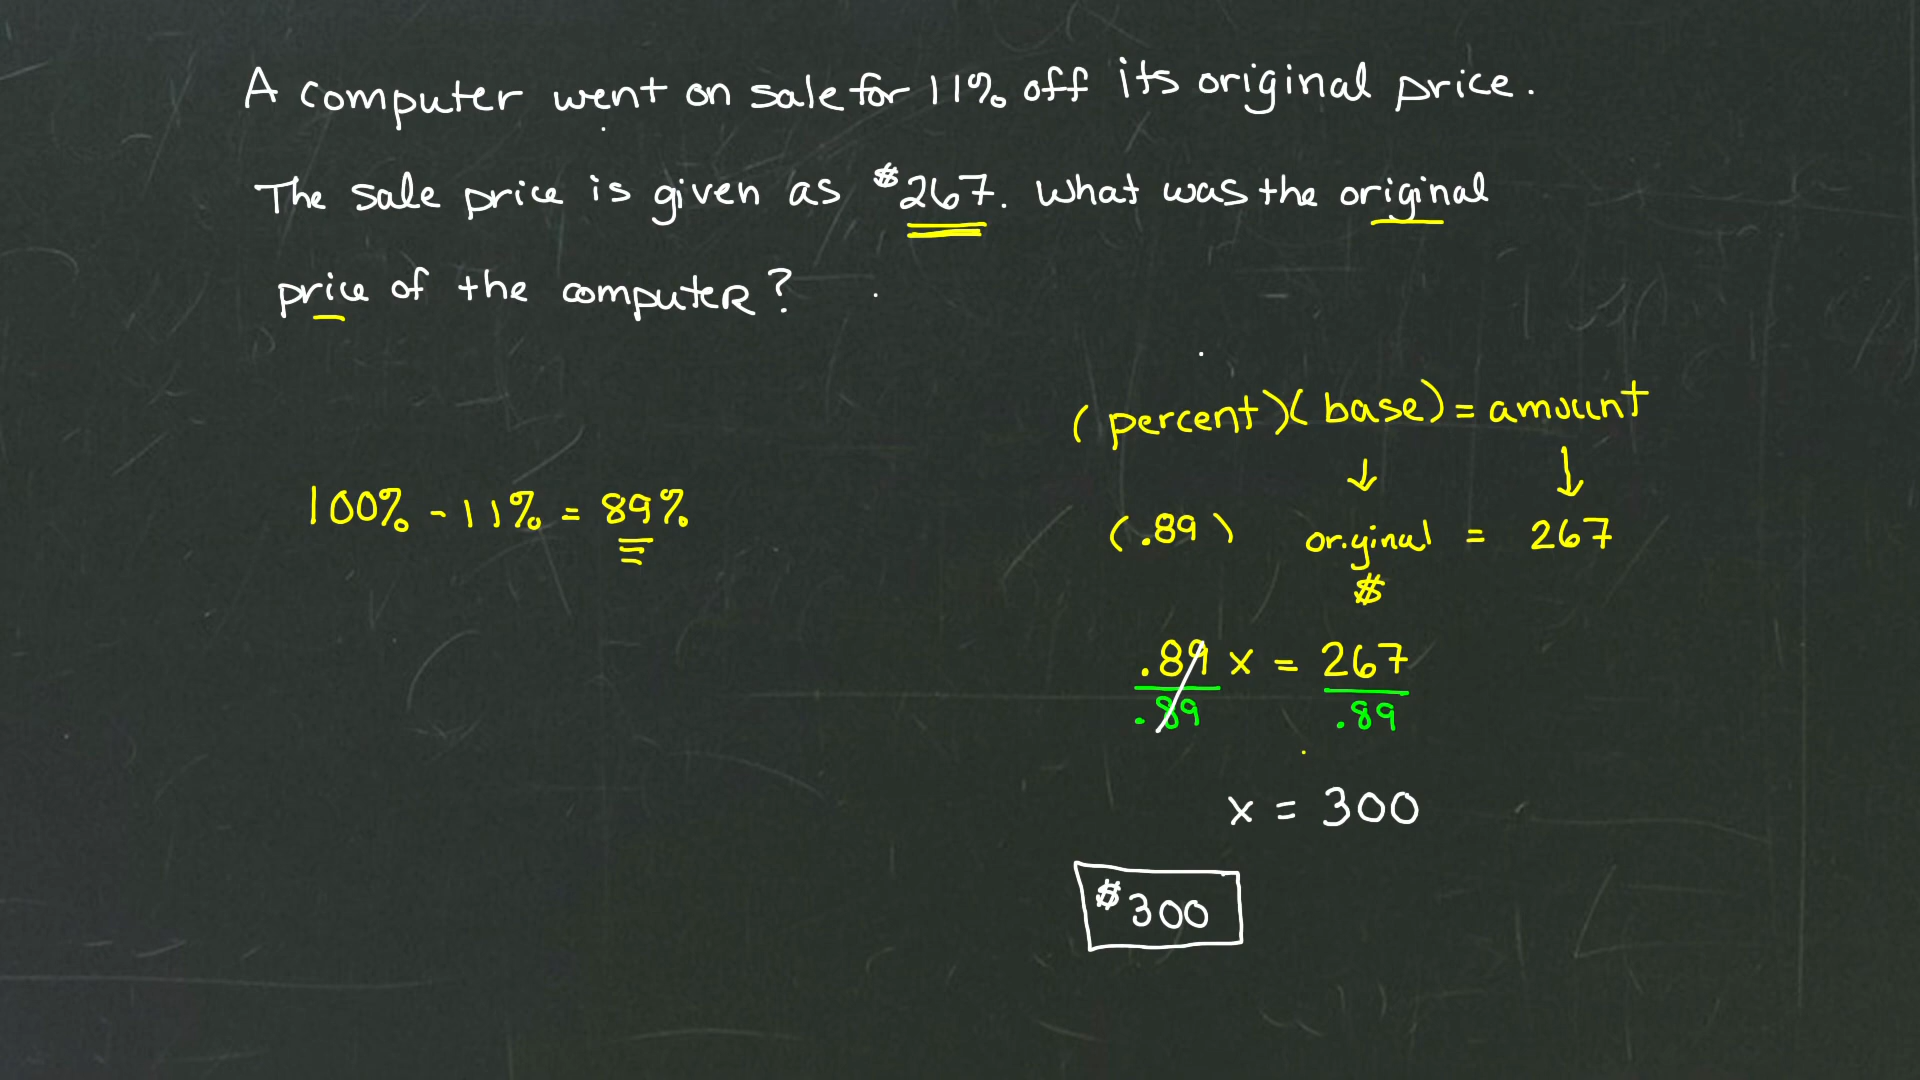 A computer went on sale for 11% off its original price.
The sale price is given as $267. What was the original
price of the computer?
(percent)(base) = amount
↓ ↓
100% - 11% = 89%
(.89) original = 267
$
.89 x = 267
.89 .89
x = 300
$300